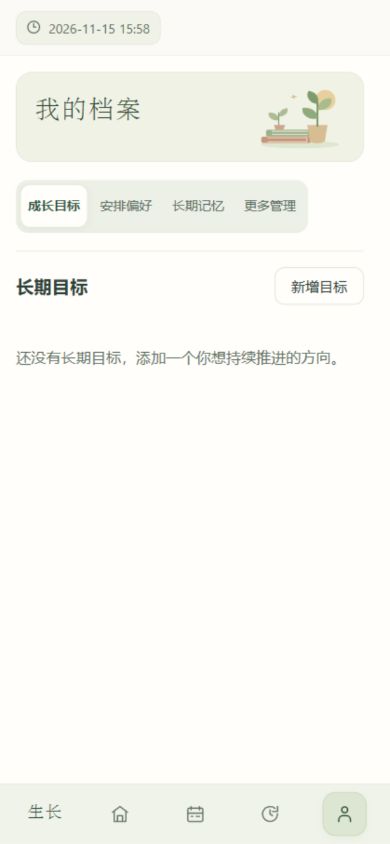 2026-11-15 15:58
我的档案
成长目标 安排偏好 长期记忆 更多管理
长期目标 新增目标
还没有长期目标，添加一个你想持续推进的方向。
生长